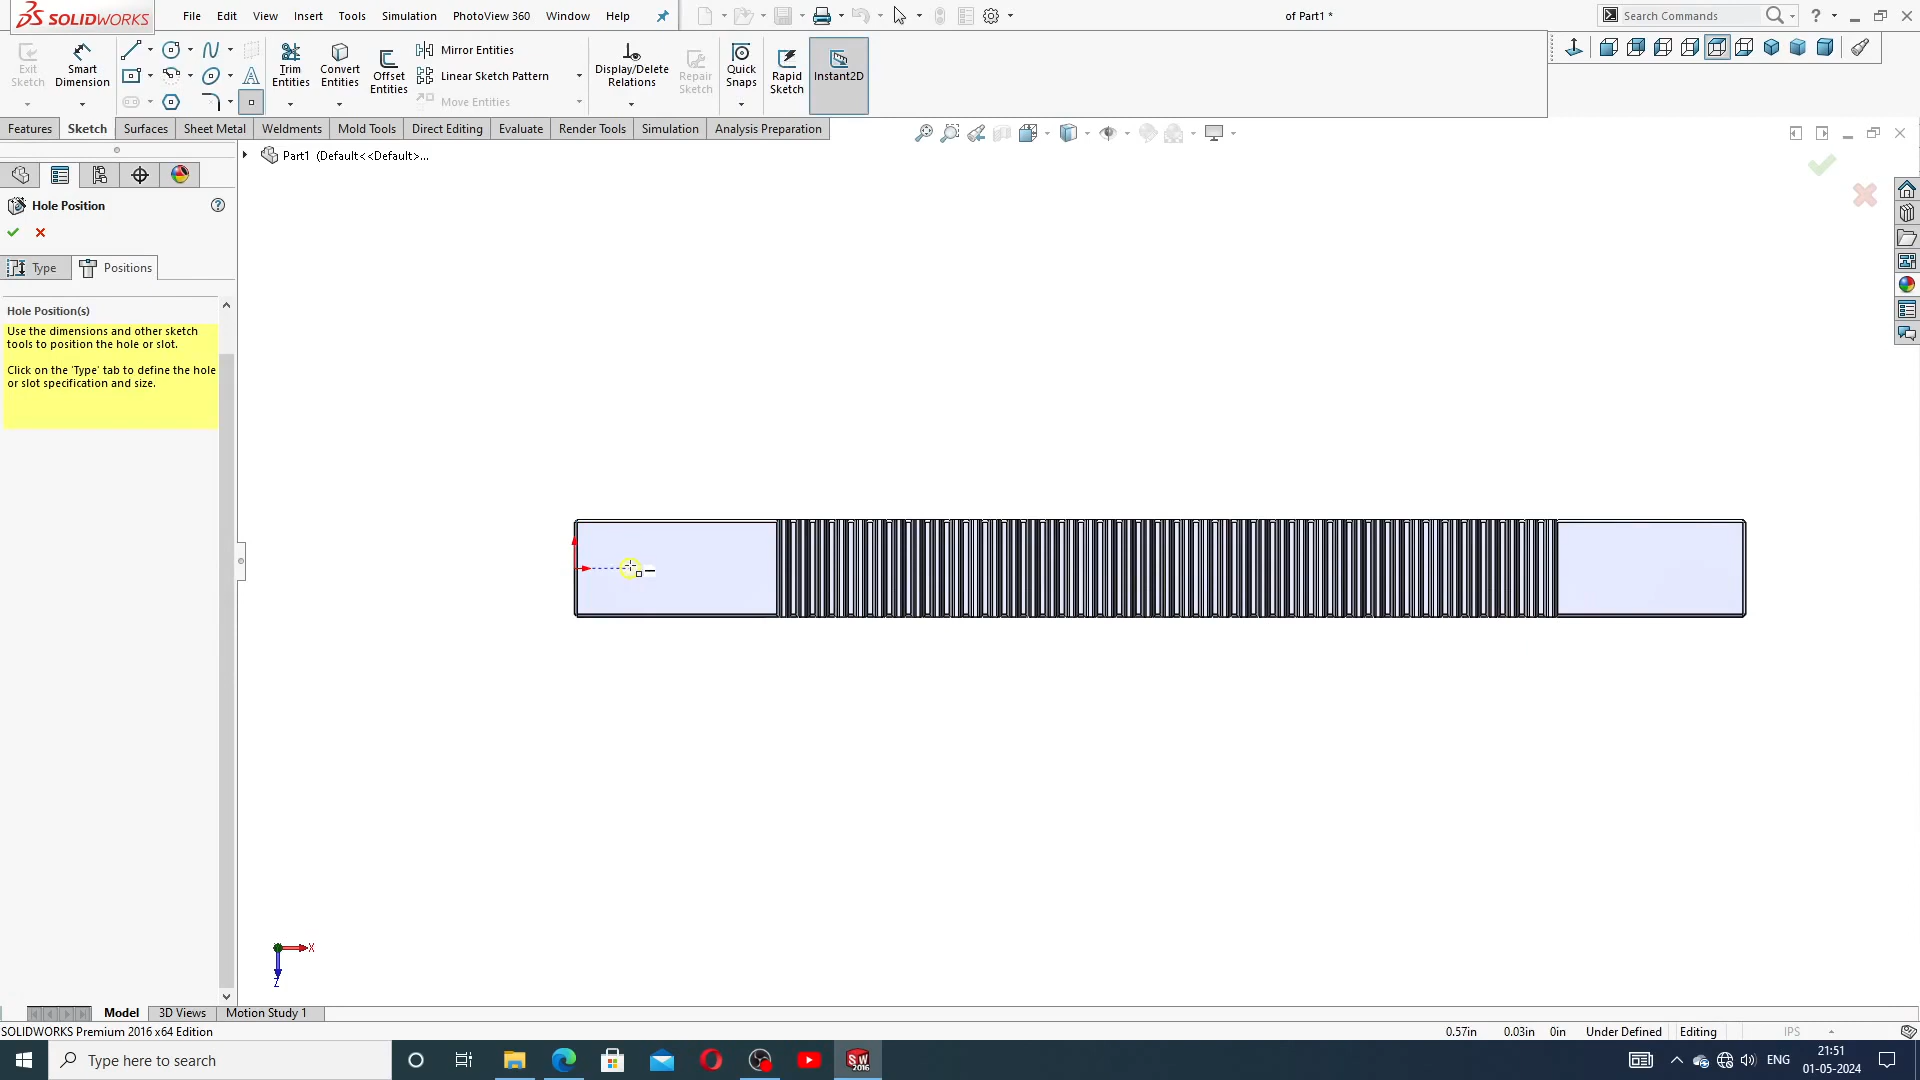 SOLIDWORKS
File Edit View Insert Tools Simulation PhotoView 360 Window Help
of Part1 *
Search Commands
Exit Sketch
Smart Dimension
Trim Entities
Convert Entities
Offset Entities
Mirror Entities
Linear Sketch Pattern
Move Entities
Display/Delete Relations
Repair Sketch
Quick Snaps
Rapid Sketch
Instant2D
Features Sketch Surfaces Sheet Metal Weldments Mold Tools Direct Editing Evaluate Render Tools Simulation Analysis Preparation
Part1 (Default<<Default>...
Hole Position
Type Positions
Hole Position(s)
Use the dimensions and other sketch
tools to position the hole or slot.
Click on the 'Type' tab to define the hole
or slot specification and size.
X
Z
Model 3D Views Motion Study 1
SOLIDWORKS Premium 2016 x64 Edition
0.57in 0.03in 0in Under Defined Editing IPS
Type here to search
SW 2016
ENG
21:51
01-05-2024